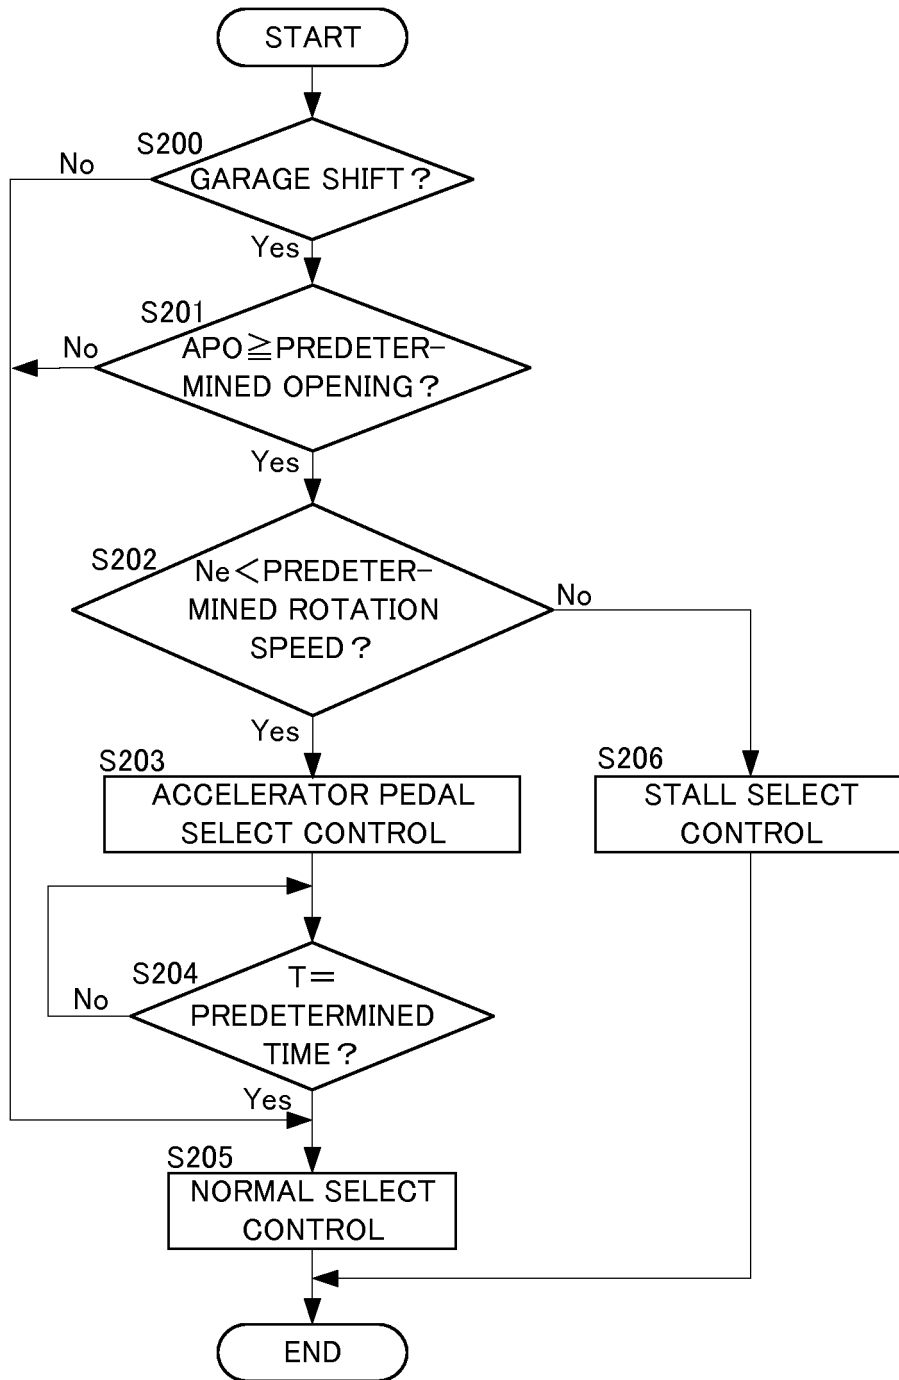 START
S200
No
GARAGE SHIFT?
Yes
S201
No
APO≧PREDETER-
MINED OPENING?
Yes
S202
Ne<PREDETER-
MINED ROTATION
SPEED?
No
Yes
S203
ACCELERATOR PEDAL
SELECT CONTROL
S206
STALL SELECT
CONTROL
S204
No
T=
PREDETERMINED
TIME?
Yes
S205
NORMAL SELECT
CONTROL
END